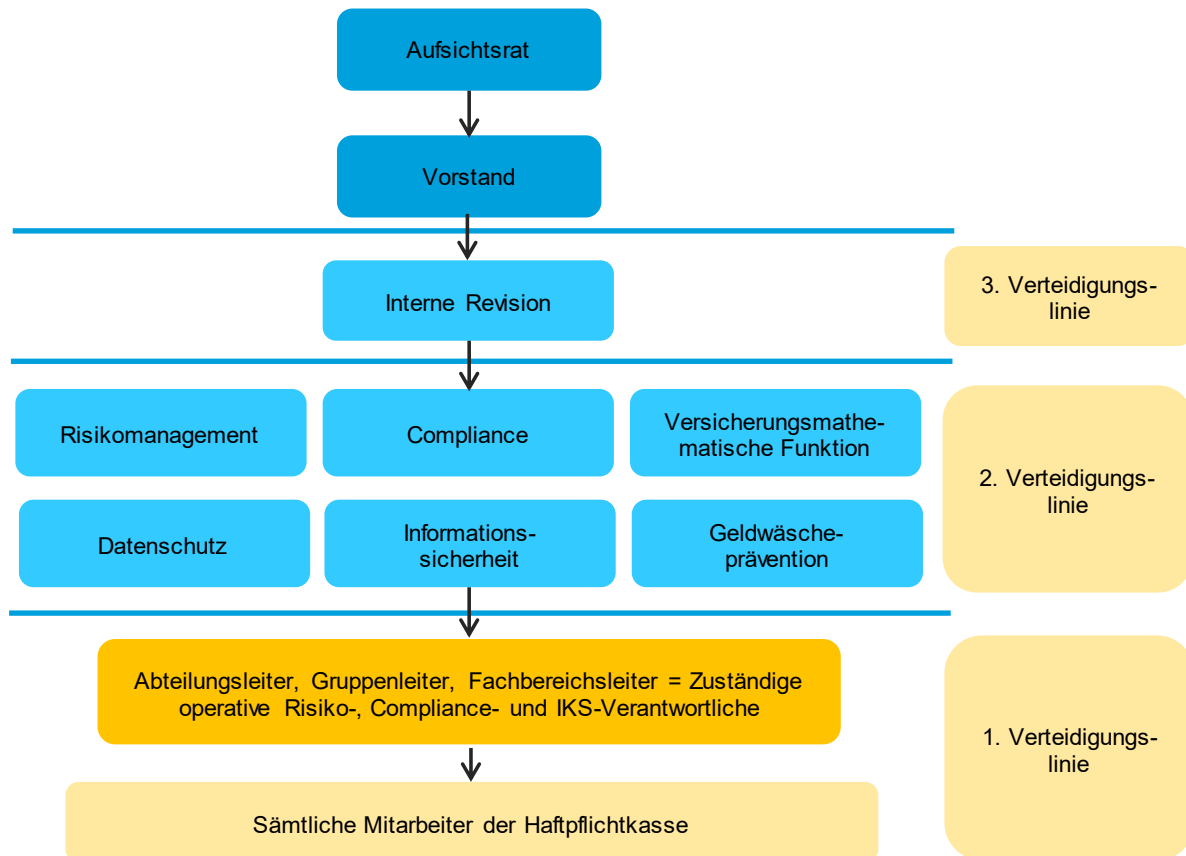 Aufsichtsrat
Vorstand
Interne Revision
3. Verteidigungs-
linie
Risikomanagement
Compliance
Versicherungsmathe-
matische Funktion
Datenschutz
Informations-
sicherheit
Geldwäsche-
prävention
2. Verteidigungs-
linie
Abteilungsleiter, Gruppenleiter, Fachbereichsleiter = Zuständige
operative Risiko-, Compliance- und IKS-Verantwortliche
Sämtliche Mitarbeiter der Haftpflichtkasse
1. Verteidigungs-
linie